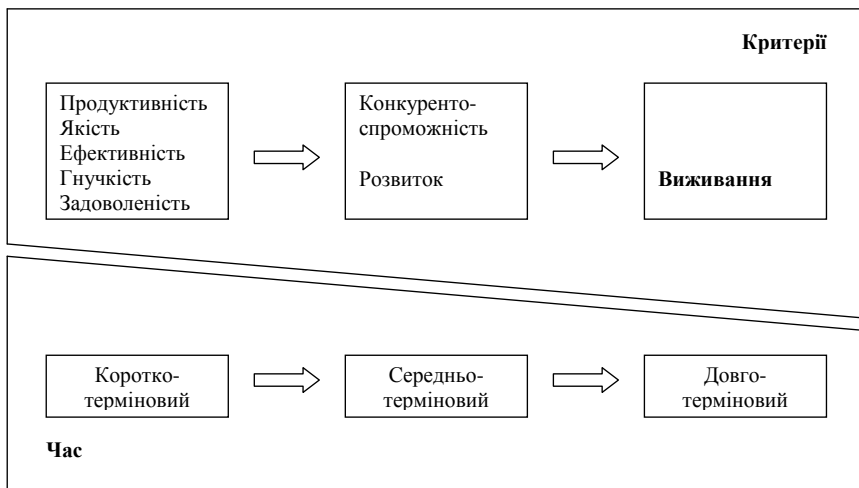 Критерії
Продуктивність
Якість
Ефективність
Гнучкість
Задоволеність
Конкуренто-
спроможність
Розвиток
Виживання
Коротко-
терміновий
Середньо-
терміновий
Довго-
терміновий
Час